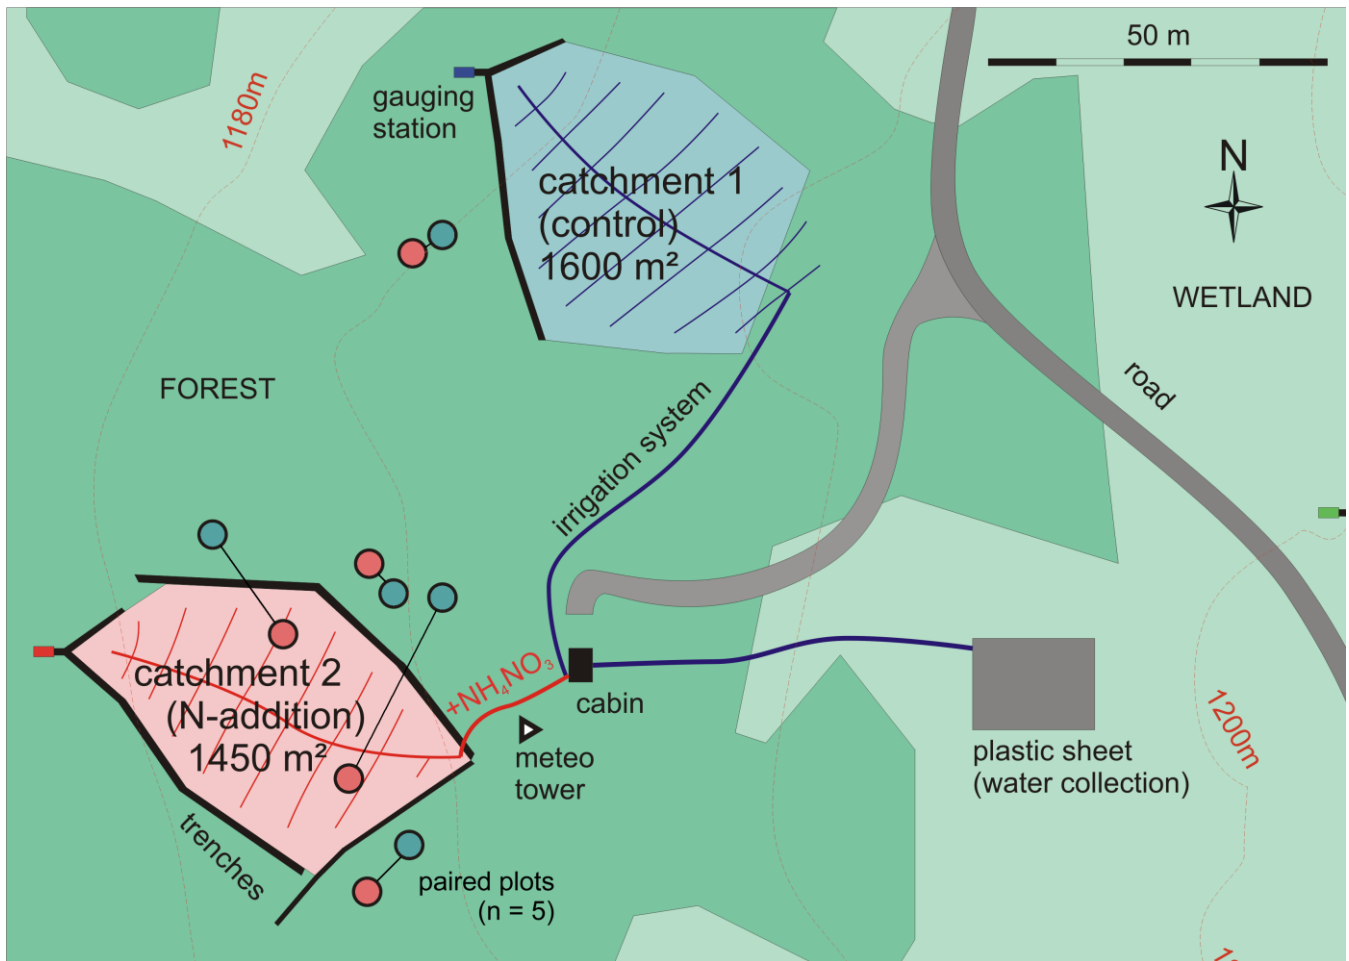 50 m
1180m
gauging
station
N
catchment 1
(control)
1600 m²
WETLAND
FOREST
road
irrigation system
+NH₄NO₃
catchment 2
(N-addition)
1450 m²
cabin
1200m
meteo
tower
plastic sheet
(water collection)
trenches
paired plots
(n = 5)